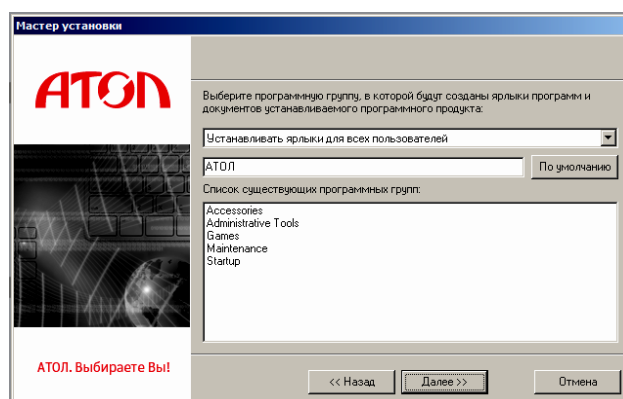 Мастер установки
АТОЛ
Выберите программную группу, в которой будут созданы ярлыки программ и
документов устанавливаемого программного продукта:
Устанавливать ярлыки для всех пользователей
АТОЛ
По умолчанию
Список существующих программных групп:
Accessories
Administrative Tools
Games
Maintenance
Startup
АТОЛ. Выбираете Вы!
<< Назад
Далее >>
Отмена